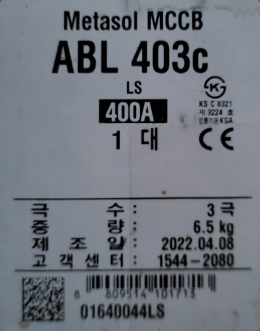 Metasol MCCB
ABL 403c
LS
400A
1 대
KS C 8321
제 3224 호
인증기관 KSA
CE
극 수 : 3 극
중 량 : 6.5 kg
제 조 일 : 2022.04.08
고 객 센 터 : 1544-2080
8 809514 101713
01640044LS